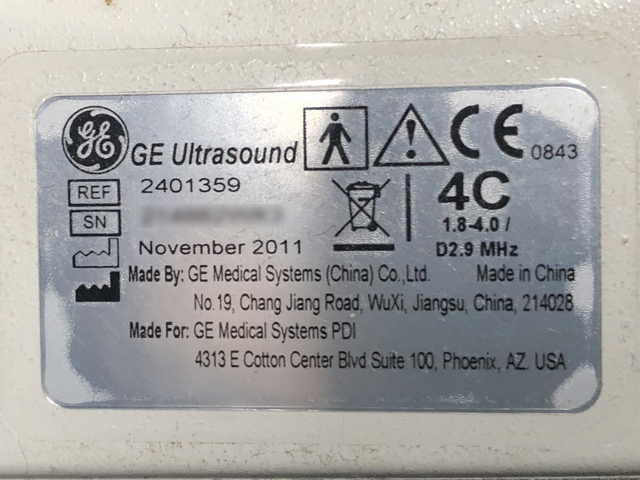 GE
GE Ultrasound
CE 0843
REF 2401359
SN
4C
1.8-4.0 /
D2.9 MHz
November 2011
Made By: GE Medical Systems (China) Co.,Ltd. Made in China
No.19, Chang Jiang Road, WuXi, Jiangsu, China, 214028
Made For: GE Medical Systems PDI
4313 E Cotton Center Blvd Suite 100, Phoenix, AZ. USA